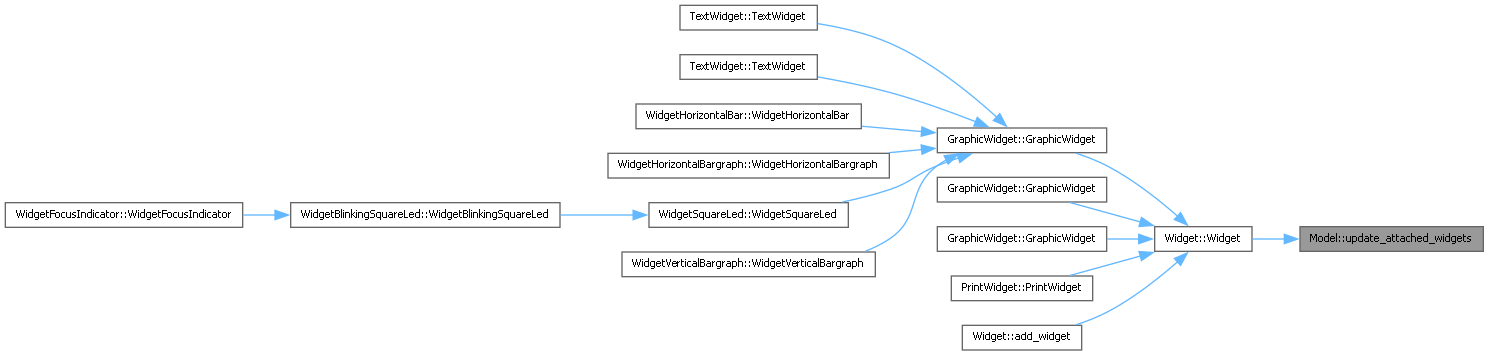 TextWidget::TextWidget
TextWidget::TextWidget
WidgetHorizontalBar::WidgetHorizontalBar
GraphicWidget::GraphicWidget
WidgetHorizontalBargraph::WidgetHorizontalBargraph
GraphicWidget::GraphicWidget
WidgetFocusIndicator::WidgetFocusIndicator
WidgetBlinkingSquareLed::WidgetBlinkingSquareLed
WidgetSquareLed::WidgetSquareLed
GraphicWidget::GraphicWidget
Widget::Widget
Model::update_attached_widgets
WidgetVerticalBargraph::WidgetVerticalBargraph
PrintWidget::PrintWidget
Widget::add_widget